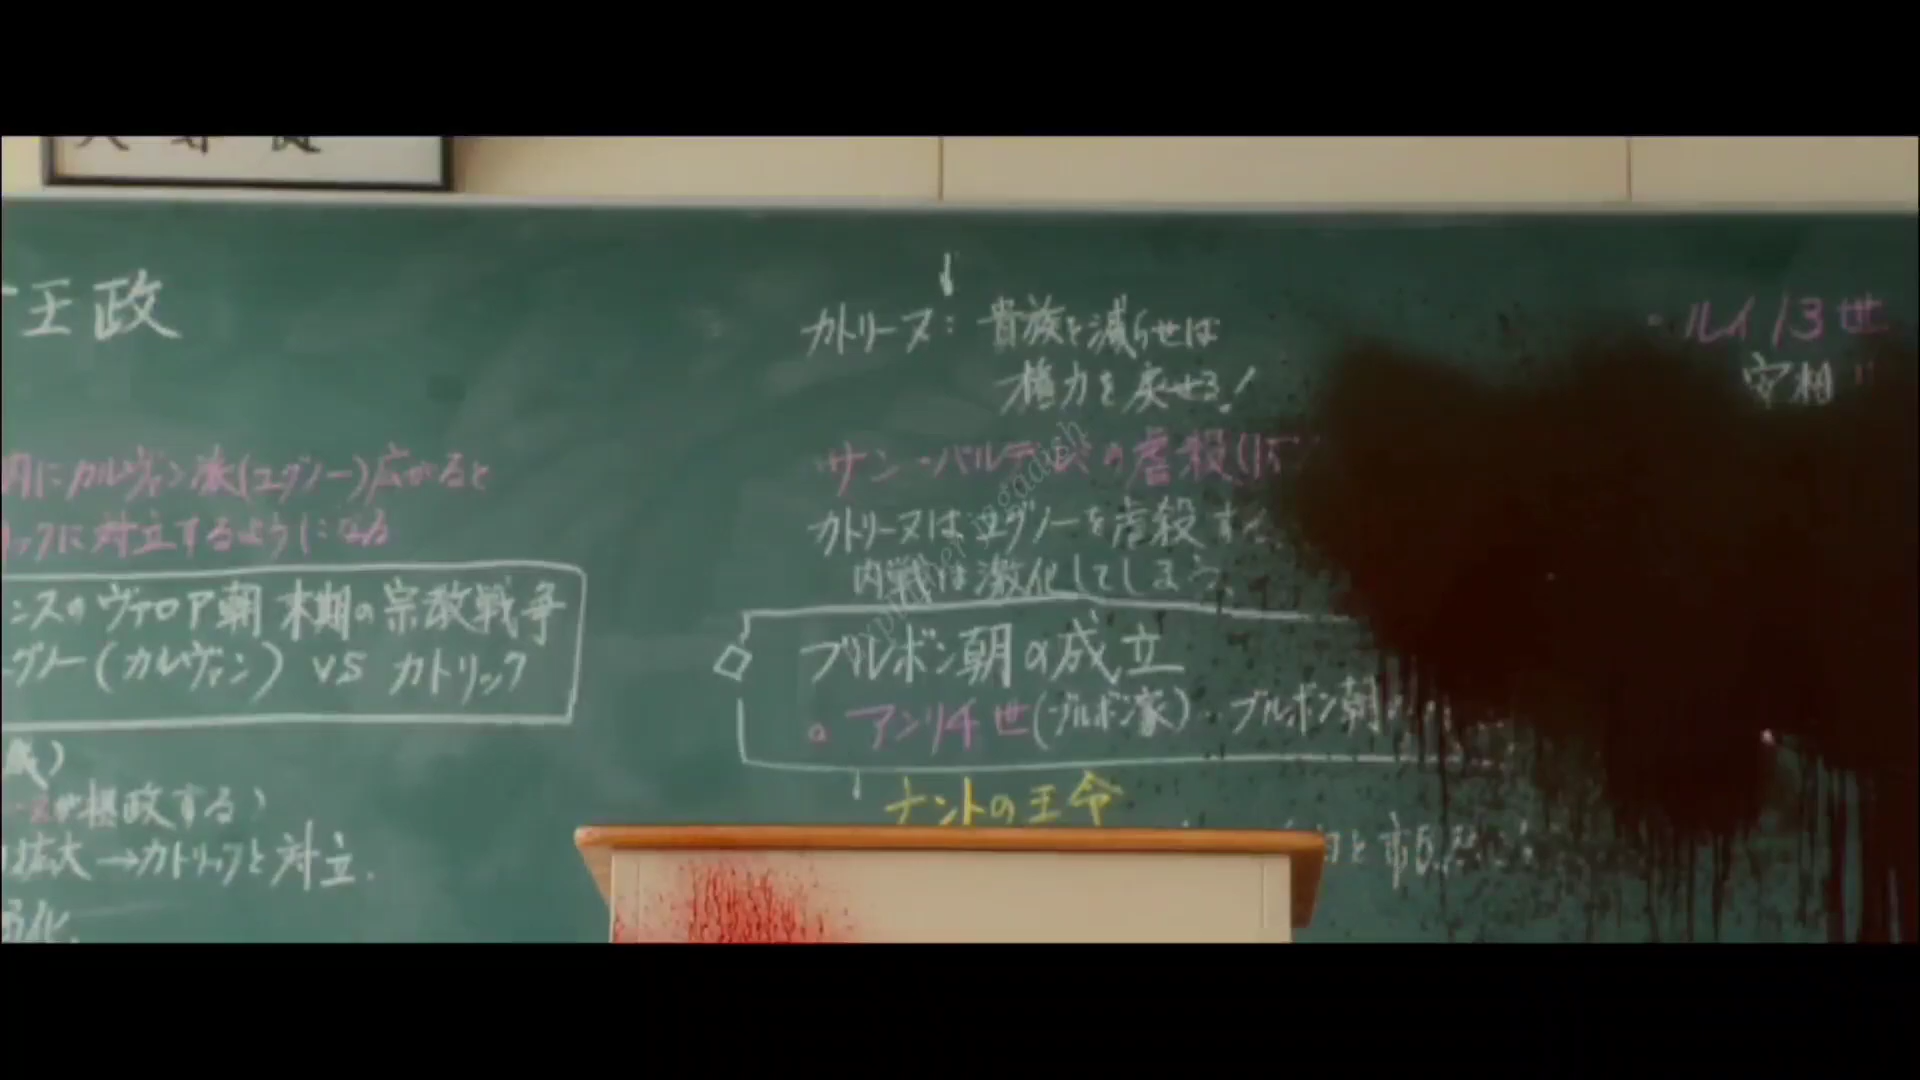 王政
月にカルヴァン派(ユグノー)広がると
リックに対立するようになる
ンスのヴァロア朝 末期の宗教戦争
グノー(カルヴァン) VS カトリック
が摂政する)
拡大→カトリックと対立.
カトリーヌ: 貴族を減らせば
権力を戻せる!
サン・バルテ の虐殺(15
カトリーヌはユグノーを虐殺する
内戦は激化してしまう
ブルボン朝の成立
アンリ4世(ブルボン家) ブルボン朝
ナントの王令
ルイ13世
宰相